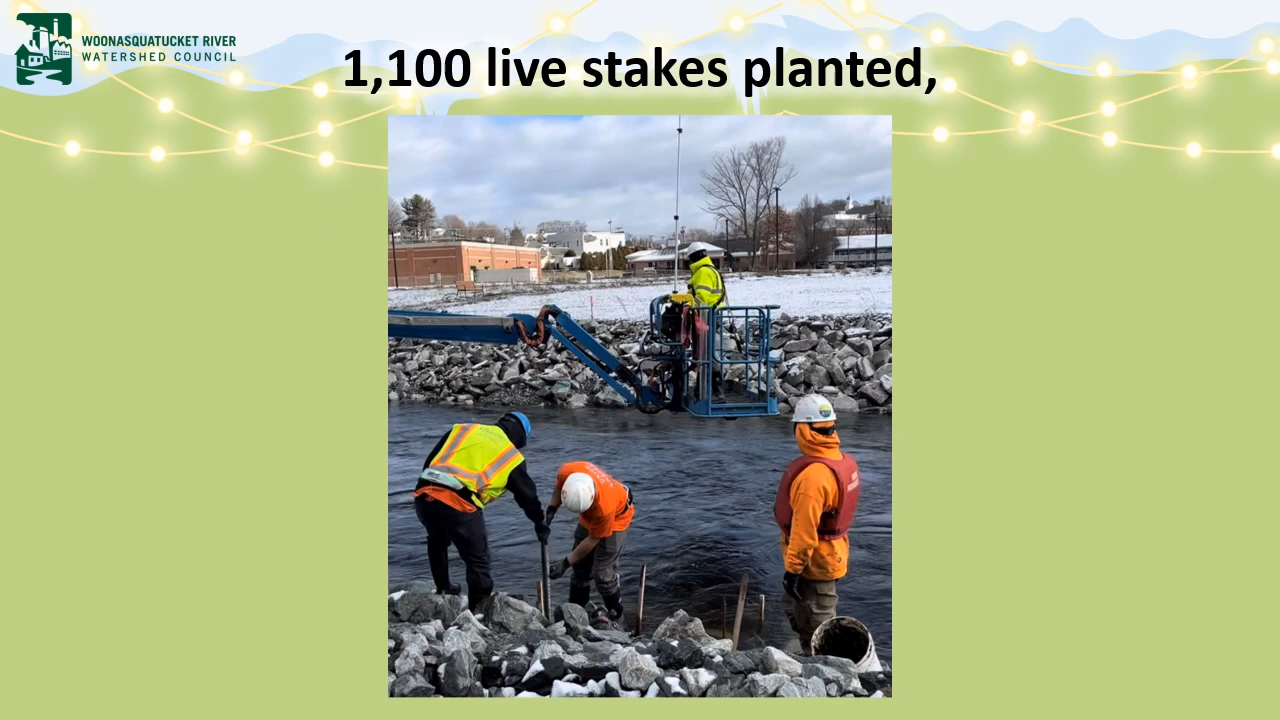 WOONASQUATUCKET RIVER
WATERSHED COUNCIL
1,100 live stakes planted,